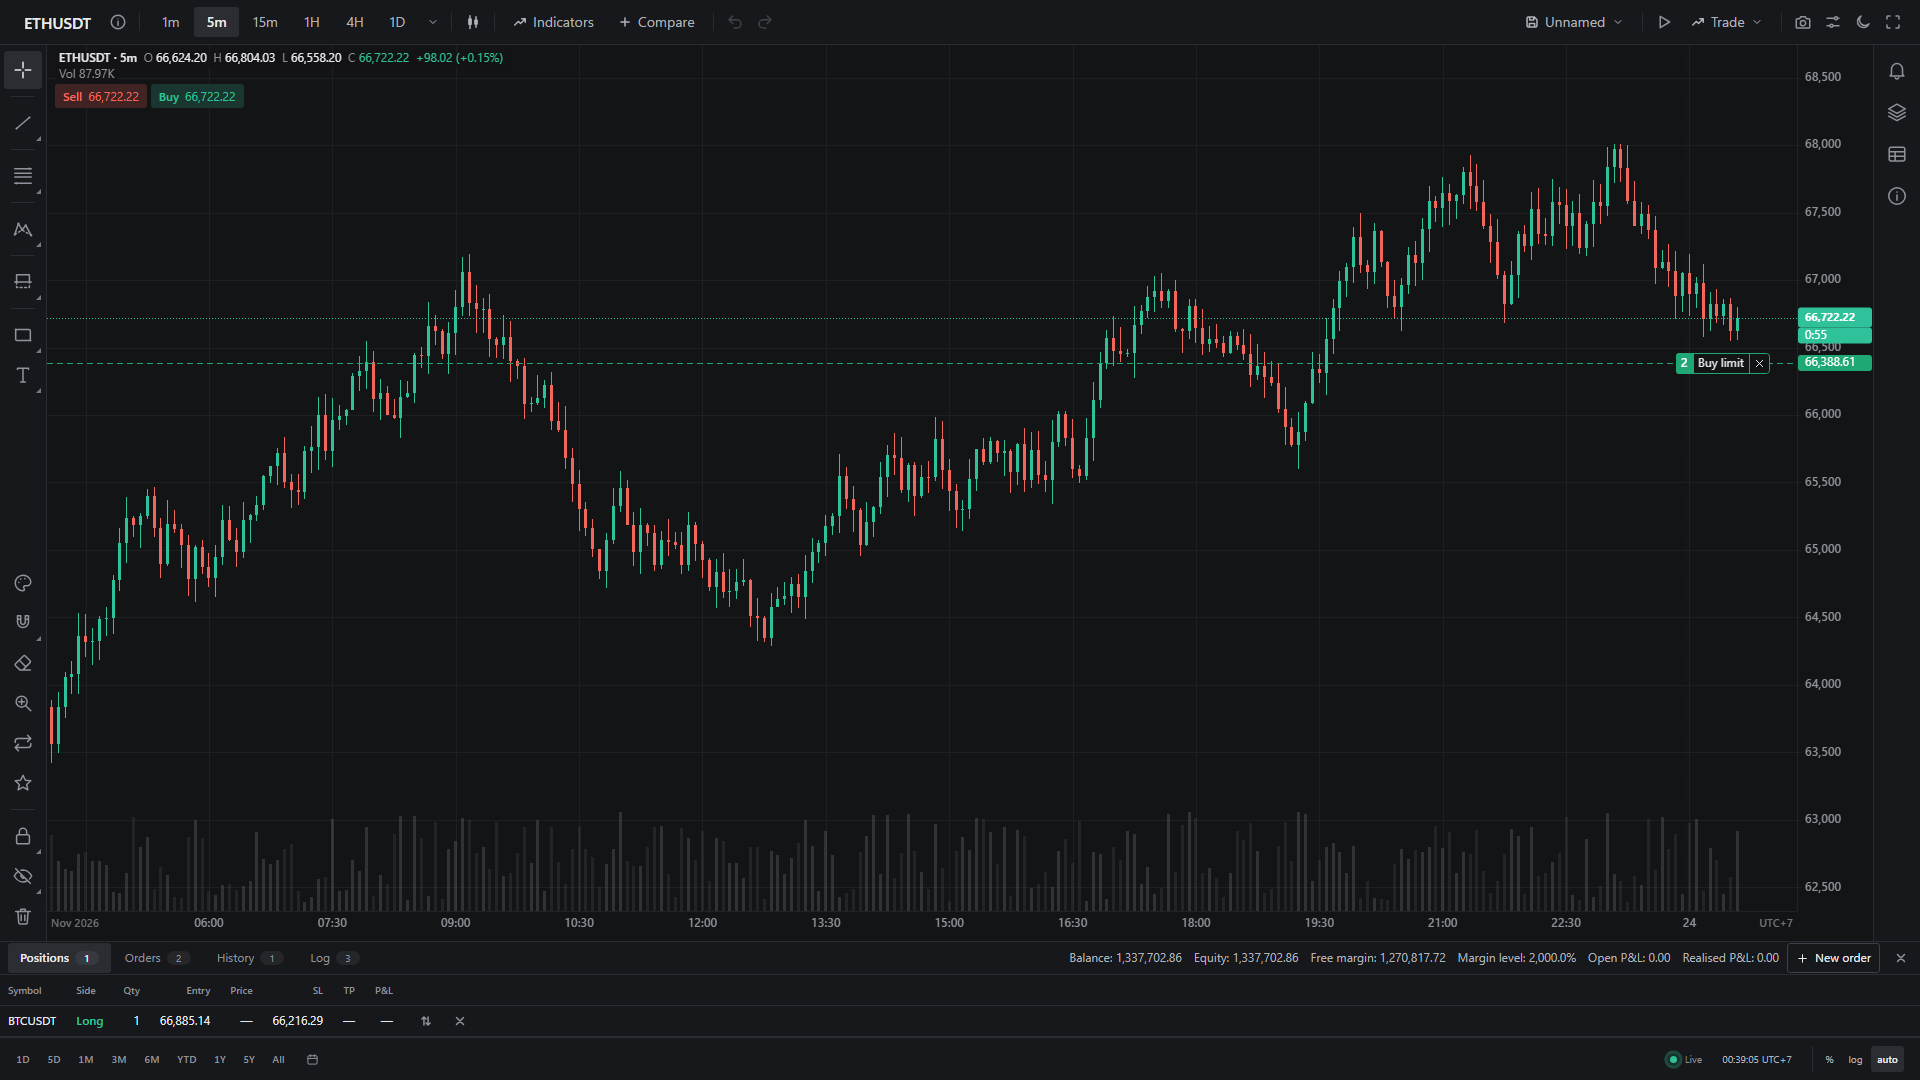 ETHUSDT 1m 5m 15m 1H 4H 1D Indicators Compare Unnamed Trade
ETHUSDT · 5m O 66,624.20 H 66,804.03 L 66,558.20 C 66,722.22 +98.02 (+0.15%)
Vol 87.97K
Sell 66,722.22 Buy 66,722.22
68,500
68,000
67,500
67,000
66,722.22
0:55
66,500
2 Buy limit 66,388.61
66,000
65,500
65,000
64,500
64,000
63,500
63,000
62,500
Nov 2026 06:00 07:30 09:00 10:30 12:00 13:30 15:00 16:30 18:00 19:30 21:00 22:30 24 UTC+7
Positions 1 Orders 2 History 1 Log 3 Balance: 1,337,702.86 Equity: 1,337,702.86 Free margin: 1,270,817.72 Margin level: 2,000.0% Open P&L: 0.00 Realised P&L: 0.00 New order
Symbol Side Qty Entry Price SL TP P&L
BTCUSDT Long 1 66,885.14 — 66,216.29 — —
1D 5D 1M 3M 6M YTD 1Y 5Y All Live 00:39:05 UTC+7 % log auto